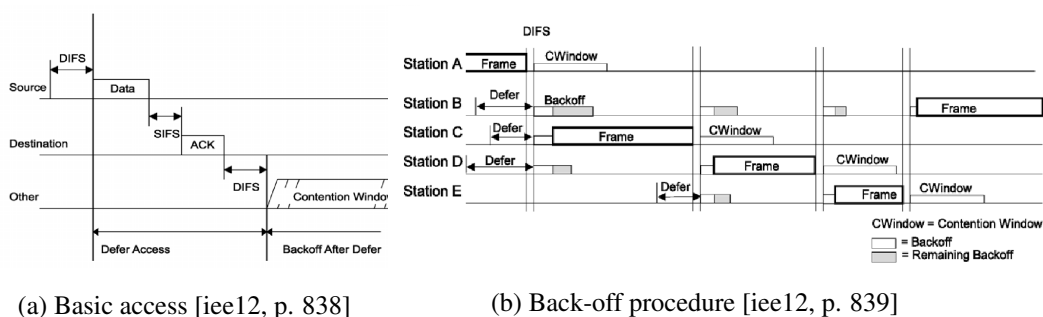 DIFS
Source
Data
SIFS
Destination
ACK
DIFS
Other
Contention Window
Defer Access
Backoff After Defer
(a) Basic access [iee12, p. 838]
DIFS
Station A
Frame
CWindow
Station B
Defer
Backoff
Frame
Station C
Defer
Frame
CWindow
Station D
Defer
Frame
CWindow
Station E
Defer
Frame
CWindow
CWindow = Contention Window
= Backoff
= Remaining Backoff
(b) Back-off procedure [iee12, p. 839]